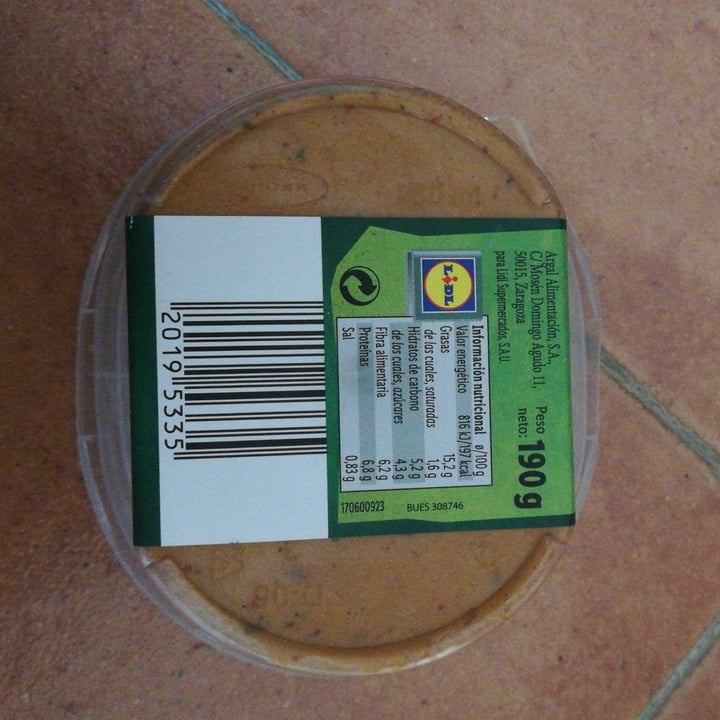 Argal Alimentación, S.A.,
C/ Mosén Domingo Agudo 11,
50015, Zaragoza
para Lidl Supermercados, S.A.U.
Peso
neto: 190 g
LIDL
Información nutricional ø/100 g
Valor energético 816 kJ/197 kcal
Grasas 15,2 g
de las cuales, saturadas 1,6 g
Hidratos de carbono 5,2 g
de los cuales, azúcares 4,3 g
Fibra alimentaria 6,2 g
Proteínas 6,8 g
Sal 0,83 g
BUES 308746
170600923
2019 5335